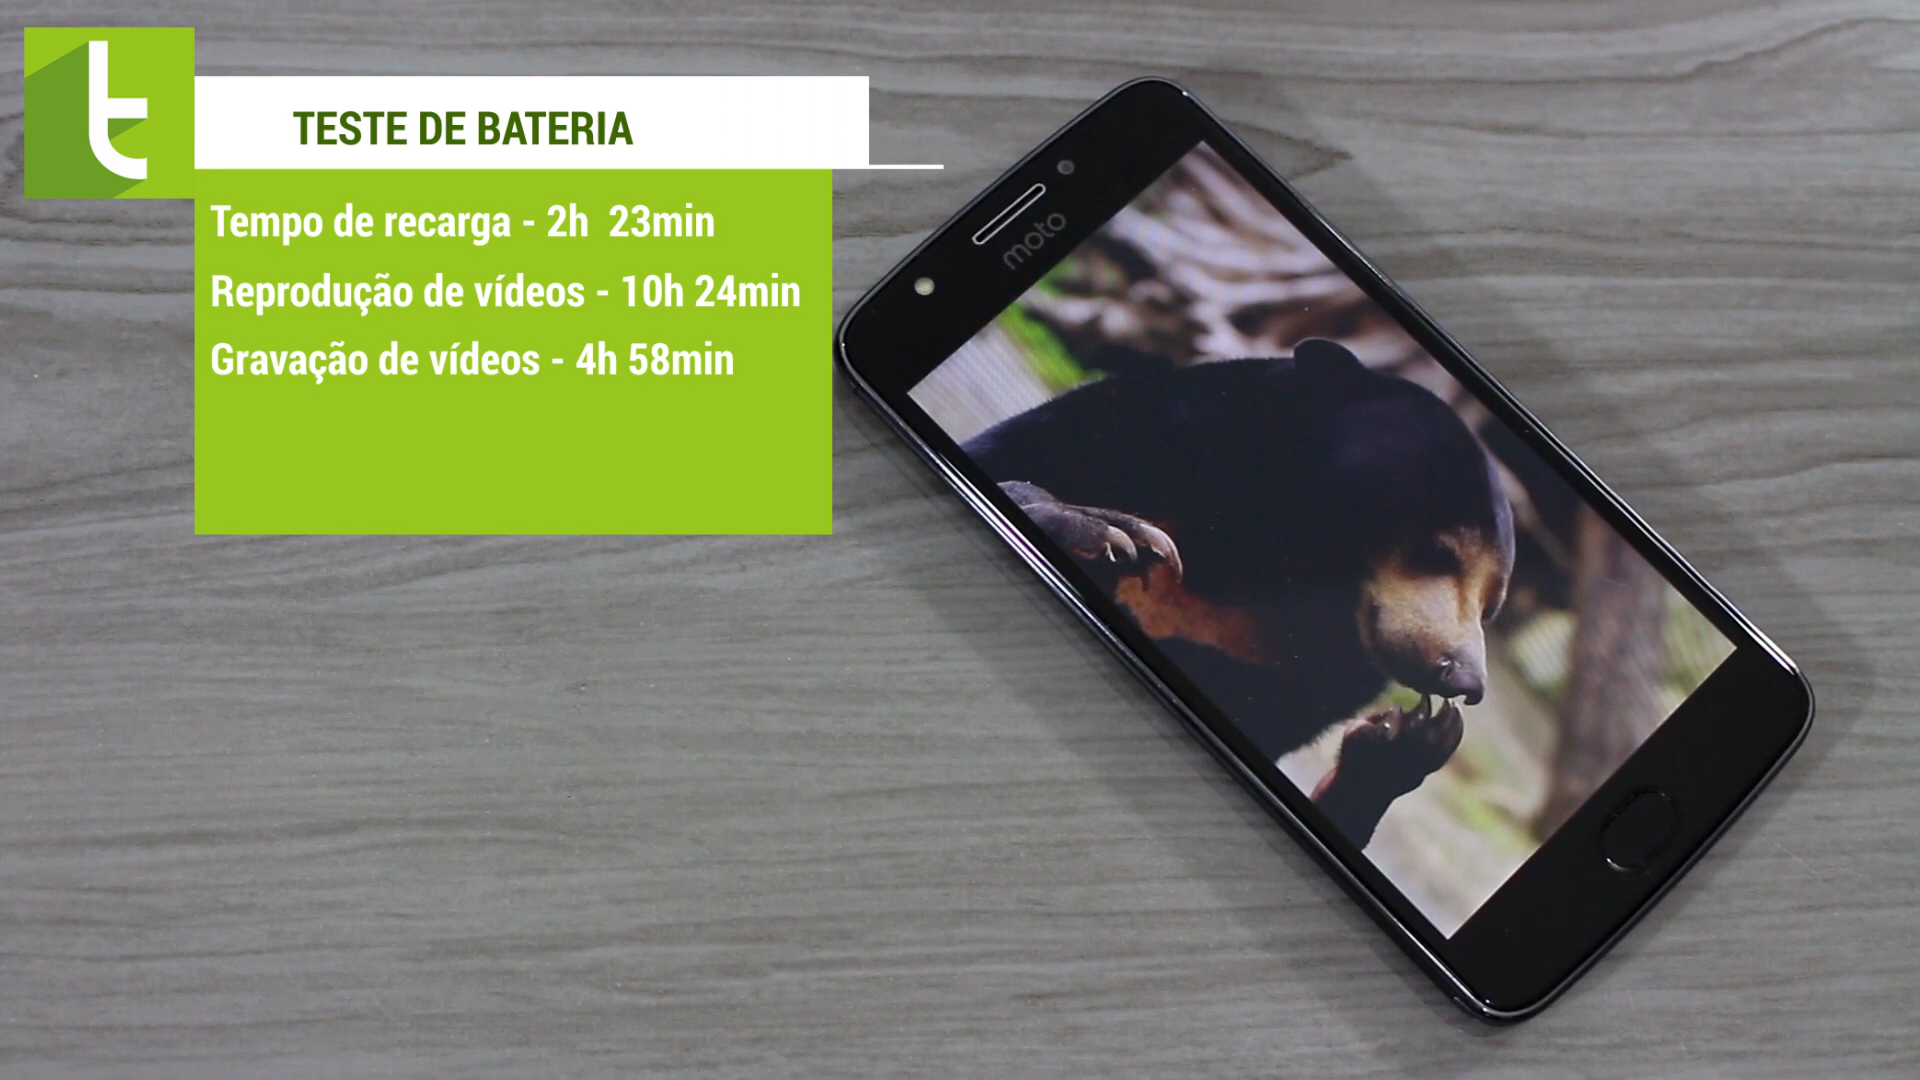 t
TESTE DE BATERIA
Tempo de recarga - 2h  23min
Reprodução de vídeos - 10h 24min
Gravação de vídeos - 4h 58min
moto